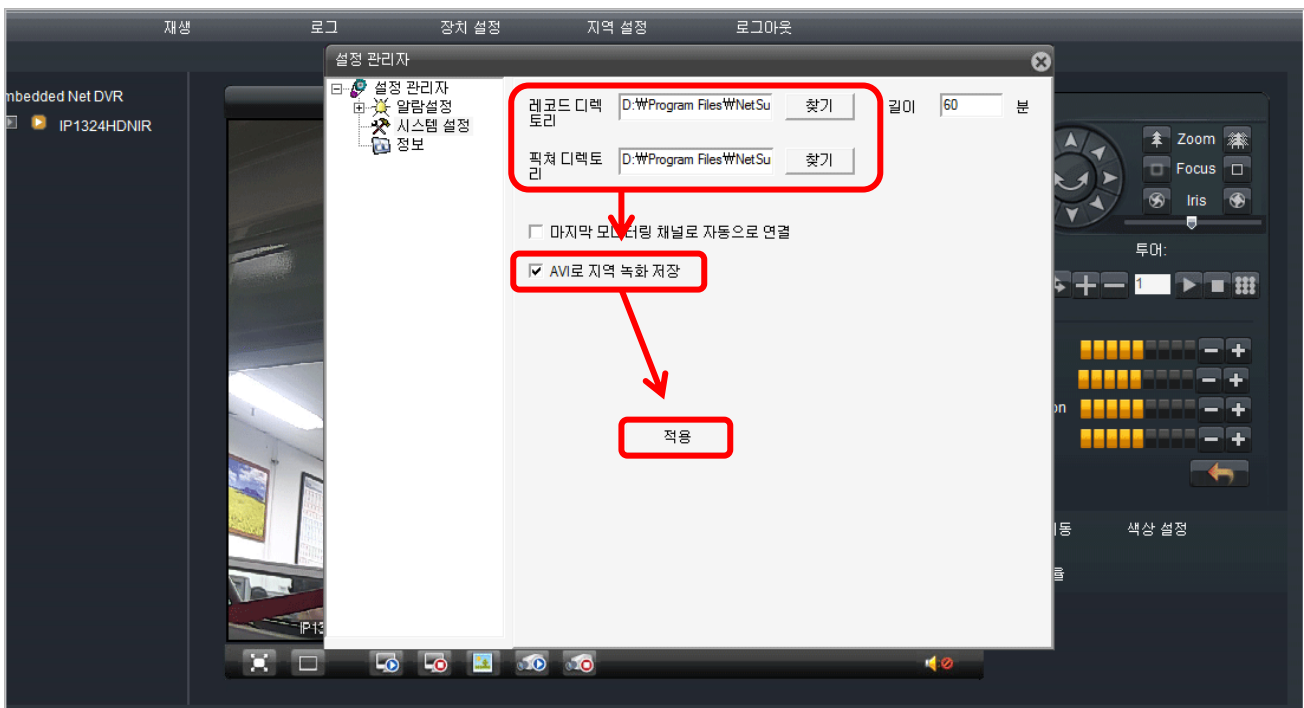 재생 로그 장치 설정 지역 설정 로그아웃
설정 관리자
mbedded Net DVR
IP1324HDNIR
설정 관리자
알람설정
시스템 설정
정보
레코드 디렉
토리
D:₩Program Files₩NetSu
찾기
길이
60
분
픽쳐 디렉토
리
D:₩Program Files₩NetSu
찾기
마지막 모니터링 채널로 자동으로 연결
AVI로 지역 녹화 저장
적용
Zoom
Focus
Iris
투어:
1
on
색상 설정
IP13